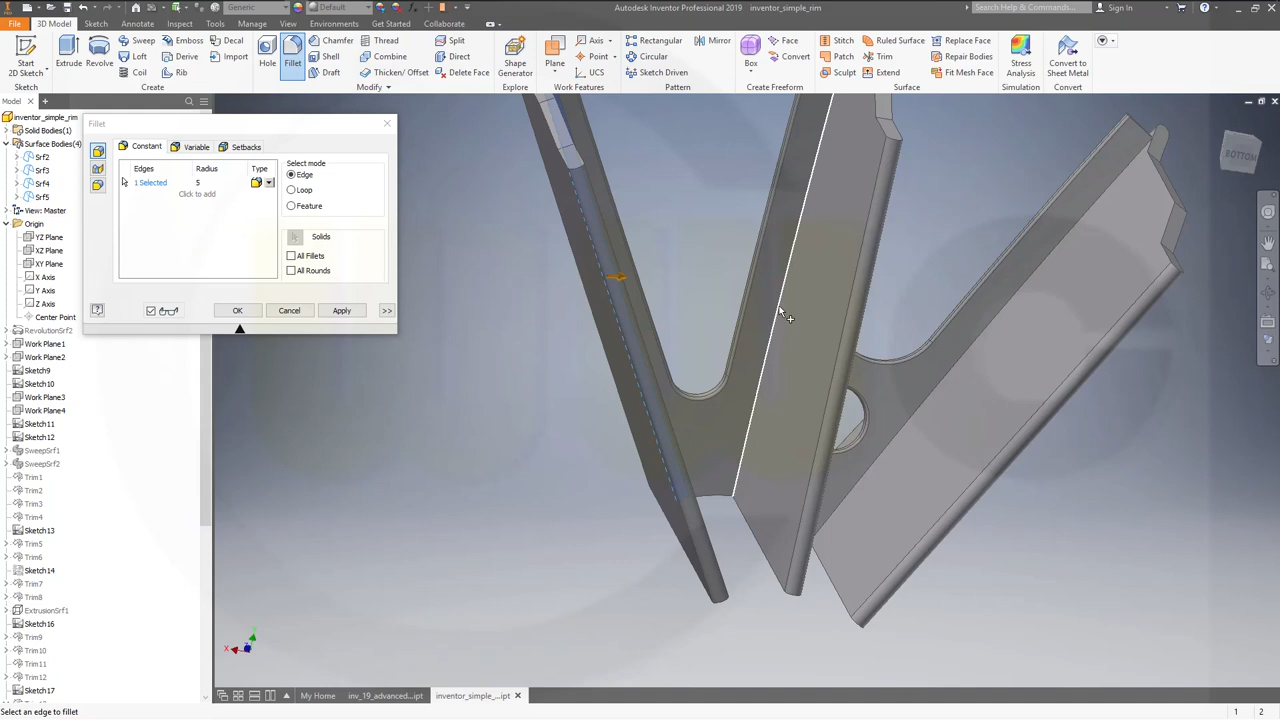 Generic
Default
Autodesk Inventor Professional 2019 inventor_simple_rim
Search Help & Commands...
Sign In
File
3D Model
Sketch
Annotate
Inspect
Tools
Manage
View
Environments
Get Started
Collaborate
Start
2D Sketch
Extrude
Revolve
Sweep
Loft
Coil
Emboss
Derive
Rib
Decal
Import
Hole
Fillet
Chamfer
Shell
Draft
Thread
Combine
Thicken/ Offset
Split
Direct
Delete Face
Shape
Generator
Plane
Axis
Point
UCS
Rectangular
Circular
Sketch Driven
Mirror
Box
Face
Convert
Stitch
Patch
Sculpt
Ruled Surface
Trim
Extend
Replace Face
Repair Bodies
Fit Mesh Face
Stress
Analysis
Convert to
Sheet Metal
Sketch
Create
Modify
Explore
Work Features
Pattern
Create Freeform
Surface
Simulation
Convert
Model
inventor_simple_rim
Solid Bodies(1)
Surface Bodies(4)
Srf2
Srf3
Srf4
Srf5
View: Master
Origin
YZ Plane
XZ Plane
XY Plane
X Axis
Y Axis
Z Axis
Center Point
RevolutionSrf2
Work Plane1
Work Plane2
Sketch9
Sketch10
Work Plane3
Work Plane4
Sketch11
Sketch12
SweepSrf1
SweepSrf2
Trim1
Trim2
Trim3
Trim4
Sketch13
Trim5
Trim6
Sketch14
Trim7
Trim8
ExtrusionSrf1
Sketch16
Trim9
Trim10
Trim11
Trim12
Sketch17
Fillet
Constant
Variable
Setbacks
Edges
Radius
Type
1 Selected
5
Click to add
Select mode
Edge
Loop
Feature
Solids
All Fillets
All Rounds
OK
Cancel
Apply
>>
BOTTOM
X
Y
My Home
inv_19_advanced...ipt
inventor_simple_...ipt
Select an edge to fillet
1
2